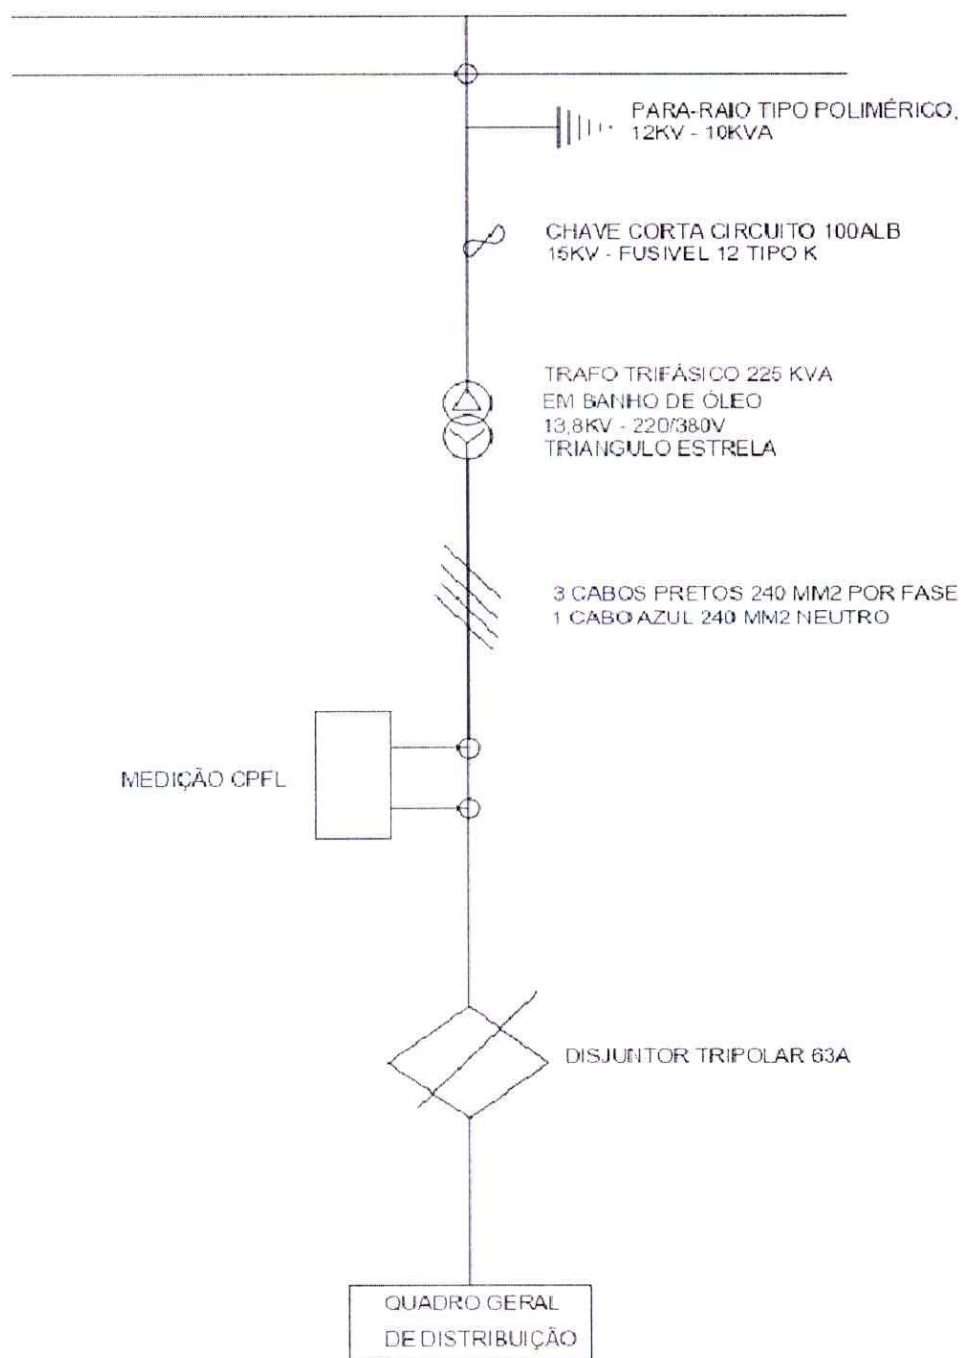 PARA-RAIO TIPO POLIMÉRICO,
12KV - 10KVA
CHAVE CORTA CIRCUITO 100ALB
15KV - FUSIVEL 12 TIPO K
TRAFO TRIFÁSICO 225 KVA
EM BANHO DE ÓLEO
13,8KV - 220/380V
TRIANGULO ESTRELA
3 CABOS PRETOS 240 MM2 POR FASE
1 CABO AZUL 240 MM2 NEUTRO
MEDIÇÃO CPFL
DISJUNTOR TRIPOLAR 63A
QUADRO GERAL
DE DISTRIBUIÇÃO